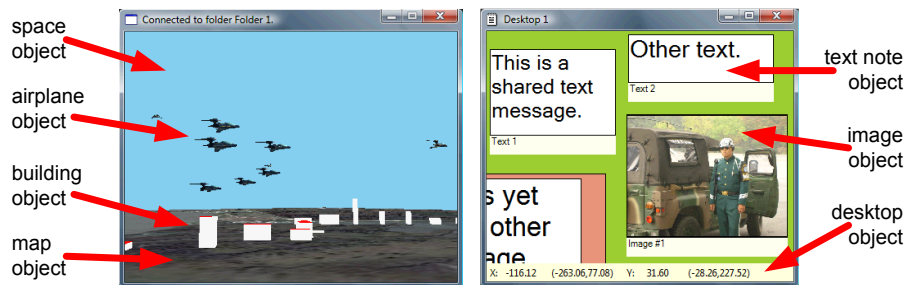 space
object
airplane
object
building
object
map
object
Connected to folder Folder 1.
Desktop 1
This is a
shared text
message.
Text 1
Other text.
Text 2
s yet
other
age
Image #1
X: -116.12 (-263.06,77.08) Y: 31.60 (-28.26,227.52)
text note
object
image
object
desktop
object